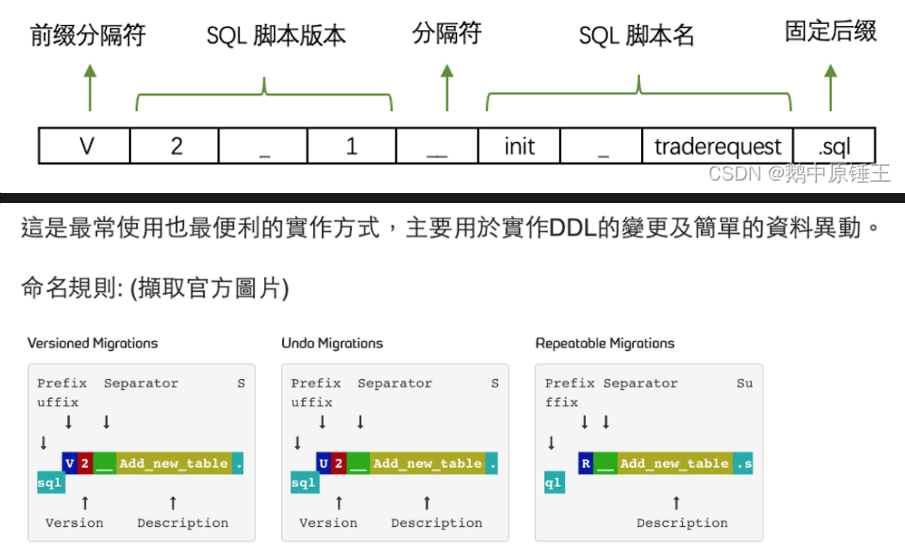 前缀分隔符 SQL 脚本版本 分隔符 SQL 脚本名 固定后缀
V 2 _ 1 __ init _ traderequest .sql
CSDN @鹅中原锤王
這是最常使用也最便利的實作方式，主要用於實作DDL的變更及簡單的資料異動。
命名規則: (擷取官方圖片)
Versioned Migrations
Prefix Separator S
uffix
↓ ↓
↓
V 2 __ Add_new_table .
sql
↑ ↑
Version Description
Undo Migrations
Prefix Separator S
uffix
↓ ↓
↓
U 2 __ Add_new_table .
sql
↑ ↑
Version Description
Repeatable Migrations
Prefix Separator Su
ffix
↓ ↓
↓
R __ Add_new_table .s
ql
↑
Description